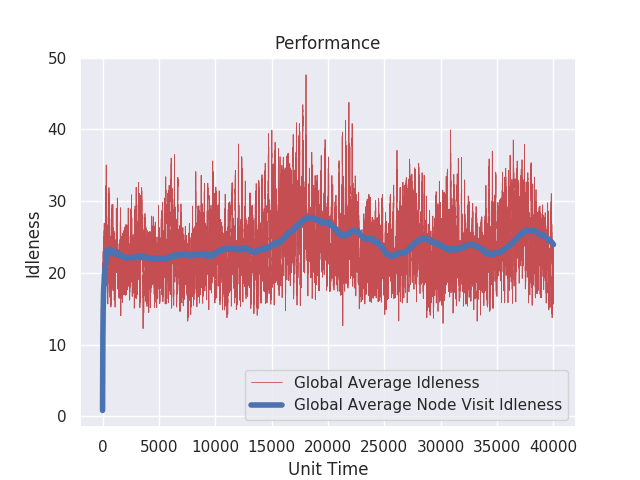 Performance
50
40
30
20
10
0
Idleness
Global Average Idleness
Global Average Node Visit Idleness
0 5000 10000 15000 20000 25000 30000 35000 40000
Unit Time